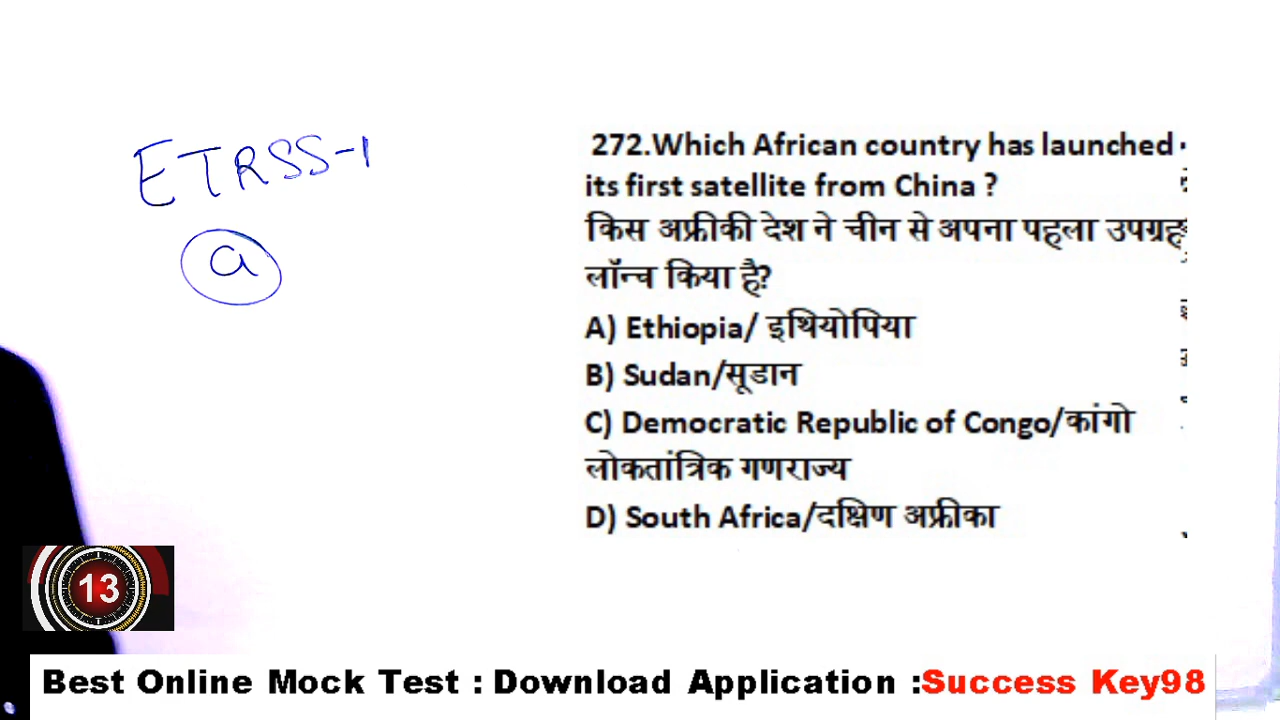 ETRSS-1
a
272.Which African country has launched
its first satellite from China ?
किस अफ्रीकी देश ने चीन से अपना पहला उपग्रह
लॉन्च किया है?
A) Ethiopia/ इथियोपिया
B) Sudan/सूडान
C) Democratic Republic of Congo/कांगो
लोकतांत्रिक गणराज्य
D) South Africa/दक्षिण अफ्रीका
13
Best Online Mock Test : Download Application :Success Key98